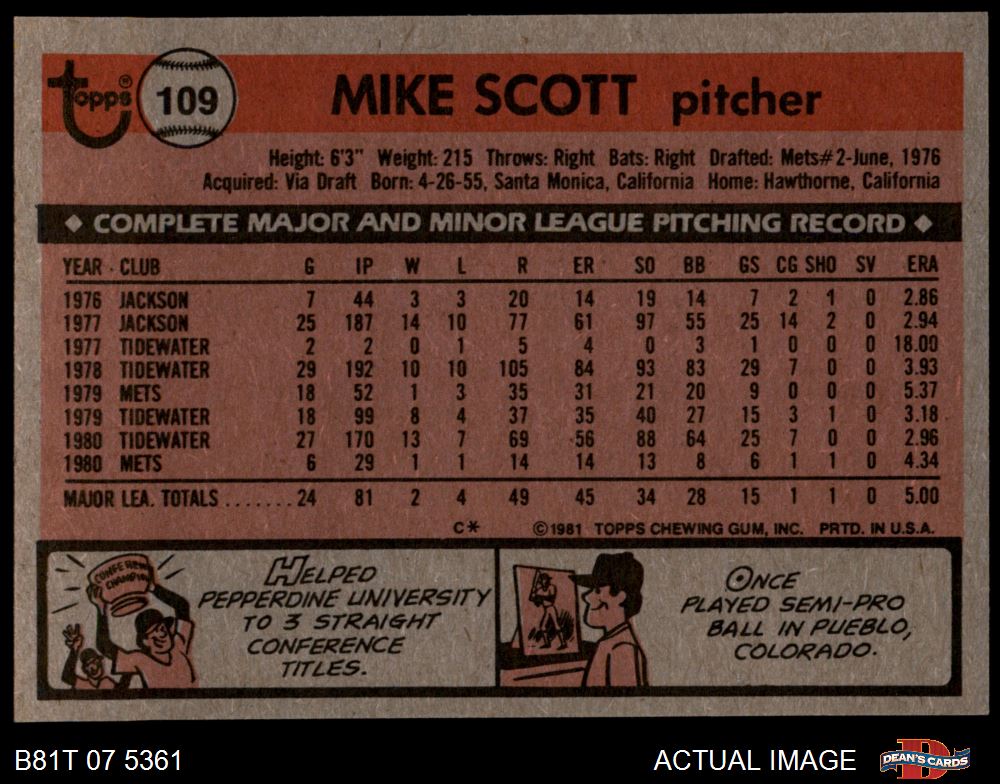 Topps®
109
MIKE SCOTT pitcher
Height: 6'3" Weight: 215 Throws: Right Bats: Right Drafted: Mets#2-June, 1976
Acquired: Via Draft Born: 4-26-55, Santa Monica, California Home: Hawthorne, California
◆ COMPLETE MAJOR AND MINOR LEAGUE PITCHING RECORD ◆
YEAR · CLUB G IP W L R ER SO BB GS CG SHO SV ERA
1976 JACKSON 7 44 3 3 20 14 19 14 7 2 1 0 2.86
1977 JACKSON 25 187 14 10 77 61 97 55 25 14 2 0 2.94
1977 TIDEWATER 2 2 0 1 5 4 0 3 1 0 0 0 18.00
1978 TIDEWATER 29 192 10 10 105 84 93 83 29 7 0 0 3.93
1979 METS 18 52 1 3 35 31 21 20 9 0 0 0 5.37
1979 TIDEWATER 18 99 8 4 37 35 40 27 15 3 1 0 3.18
1980 TIDEWATER 27 170 13 7 69 56 88 64 25 7 0 0 2.96
1980 METS 6 29 1 1 14 14 13 8 6 1 1 0 4.34
MAJOR LEA. TOTALS ....... 24 81 2 4 49 45 34 28 15 1 1 0 5.00
C* ©1981 TOPPS CHEWING GUM, INC. PRTD. IN U.S.A.
CONFERENCE
CHAMPION
HELPED
PEPPERDINE UNIVERSITY
TO 3 STRAIGHT
CONFERENCE
TITLES.
ONCE
PLAYED SEMI-PRO
BALL IN PUEBLO,
COLORADO.
B81T 07 5361 ACTUAL IMAGE
DEAN'S CARDS